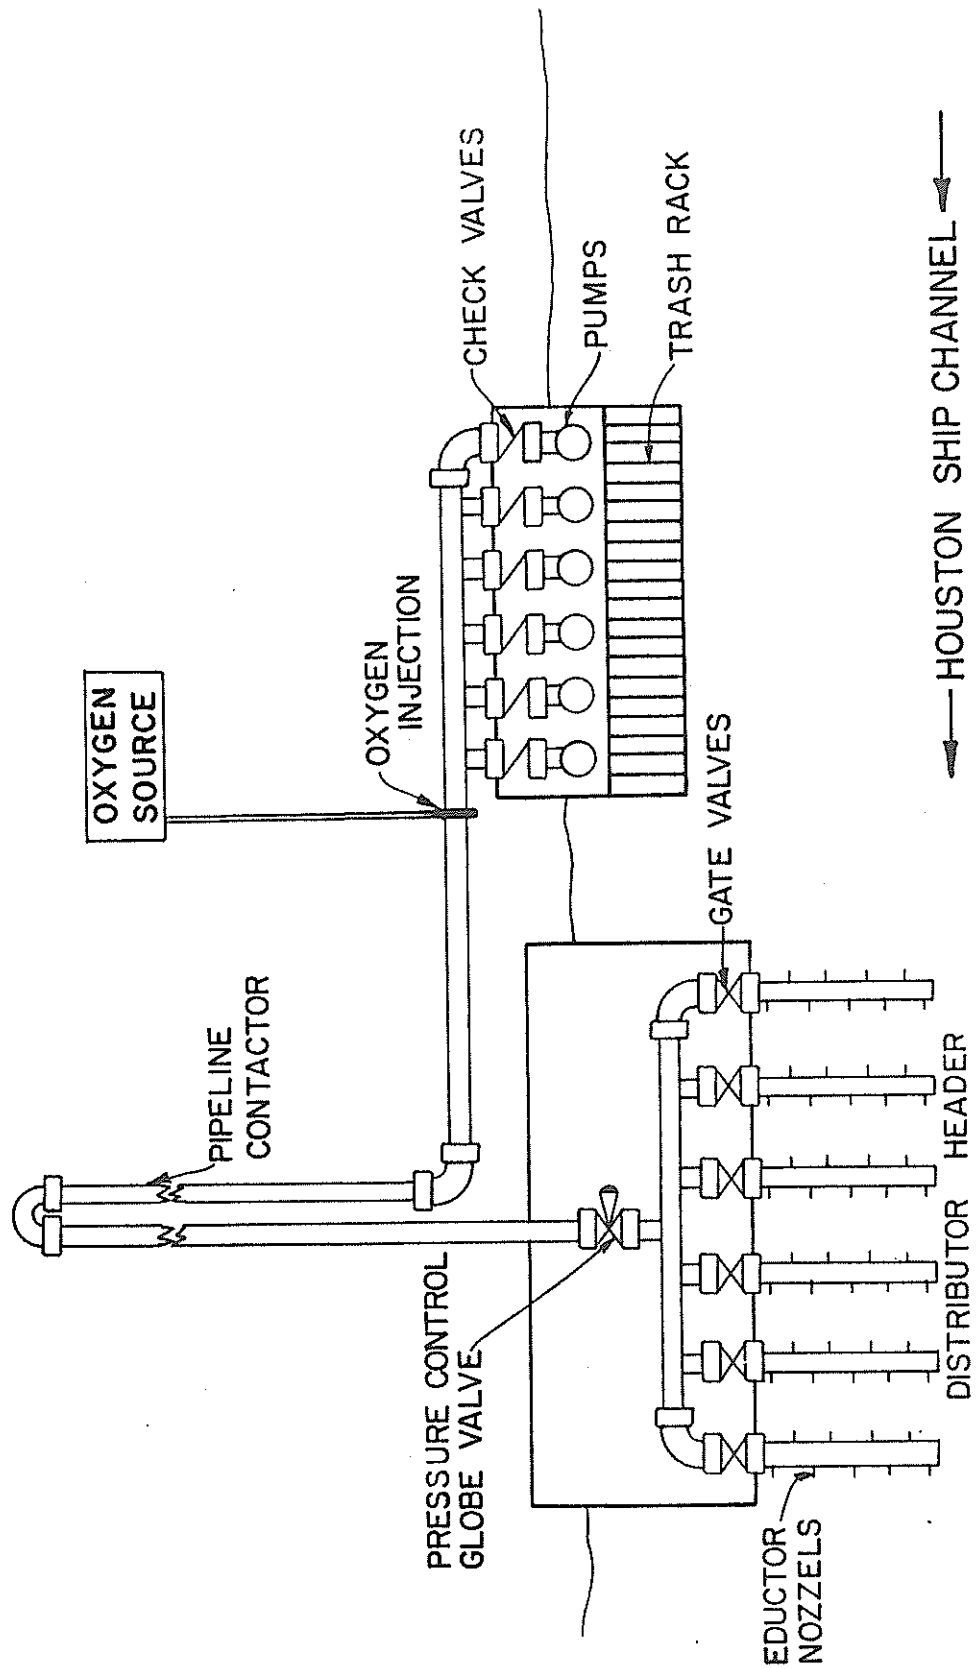 OXYGEN
SOURCE
PIPELINE
CONTACTOR
OXYGEN
INJECTION
CHECK VALVES
PUMPS
TRASH RACK
PRESSURE CONTROL
GLOBE VALVE
GATE VALVES
EDUCTOR
NOZZELS
DISTRIBUTOR HEADER
HOUSTON SHIP CHANNEL